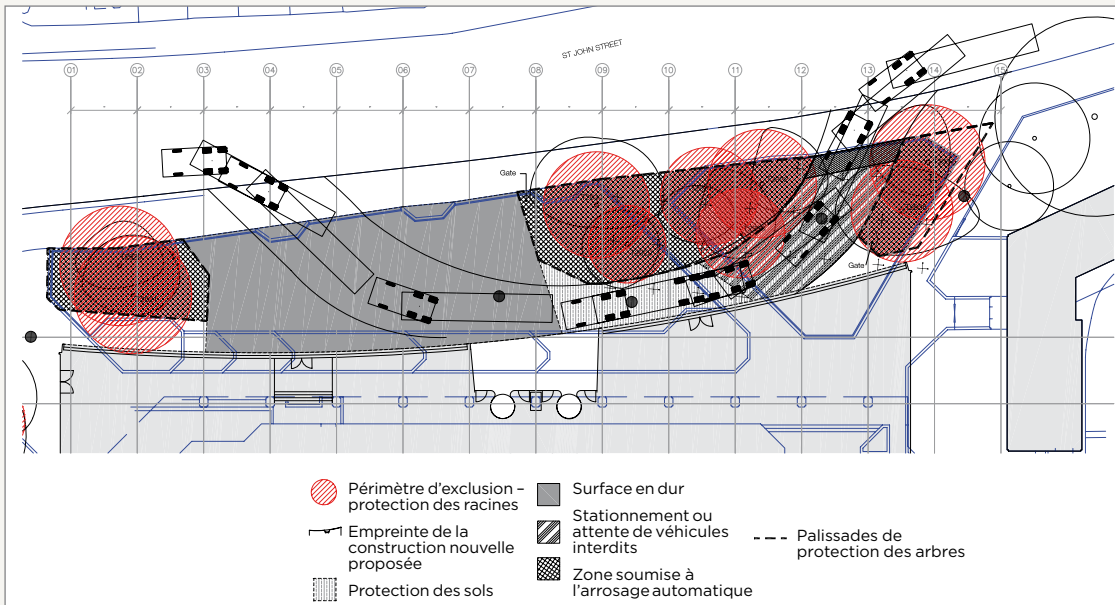 ST JOHN STREET
01 02 03 04 05 06 07 08 09 10 11 12 13 14 15
Gate
Gate
Périmètre d'exclusion –
protection des racines
Empreinte de la
construction nouvelle
proposée
Protection des sols
Surface en dur
Stationnement ou
attente de véhicules
interdits
Zone soumise à
l'arrosage automatique
Palissades de
protection des arbres